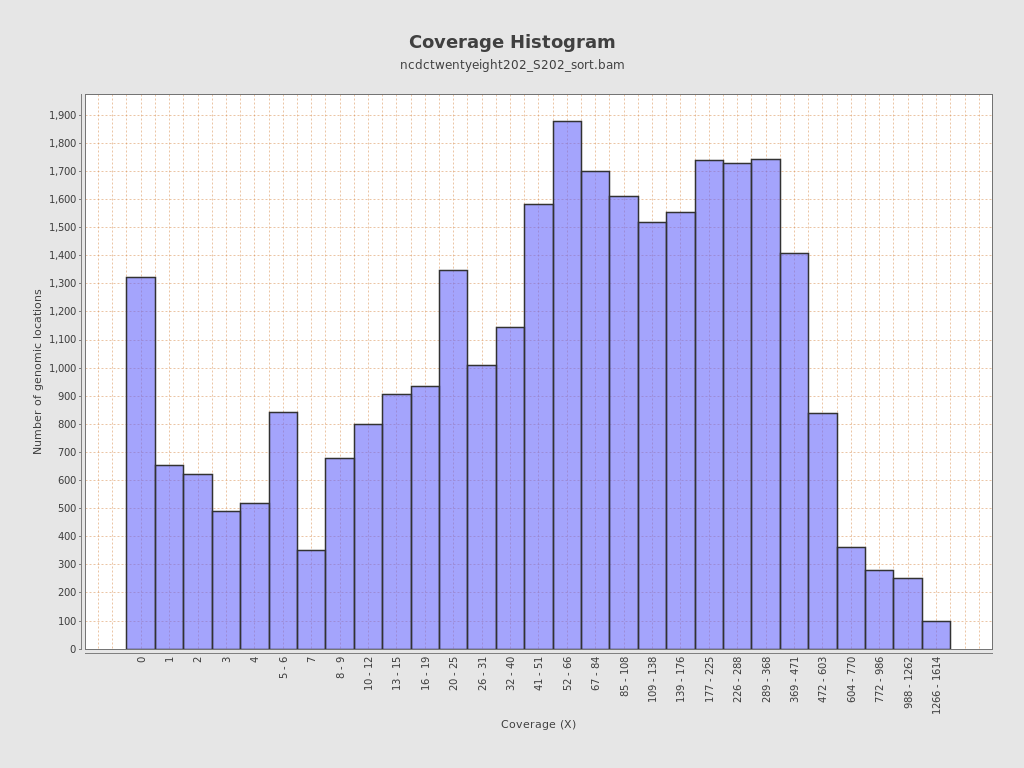 Coverage Histogram
ncdctwentyeight202_S202_sort.bam
Number of genomic locations
1,900
1,800
1,700
1,600
1,500
1,400
1,300
1,200
1,100
1,000
900
800
700
600
500
400
300
200
100
0
0
1
2
3
4
5 - 6
7
8 - 9
10 - 12
13 - 15
16 - 19
20 - 25
26 - 31
32 - 40
41 - 51
52 - 66
67 - 84
85 - 108
109 - 138
139 - 176
177 - 225
226 - 288
289 - 368
369 - 471
472 - 603
604 - 770
772 - 986
988 - 1262
1266 - 1614
Coverage (X)